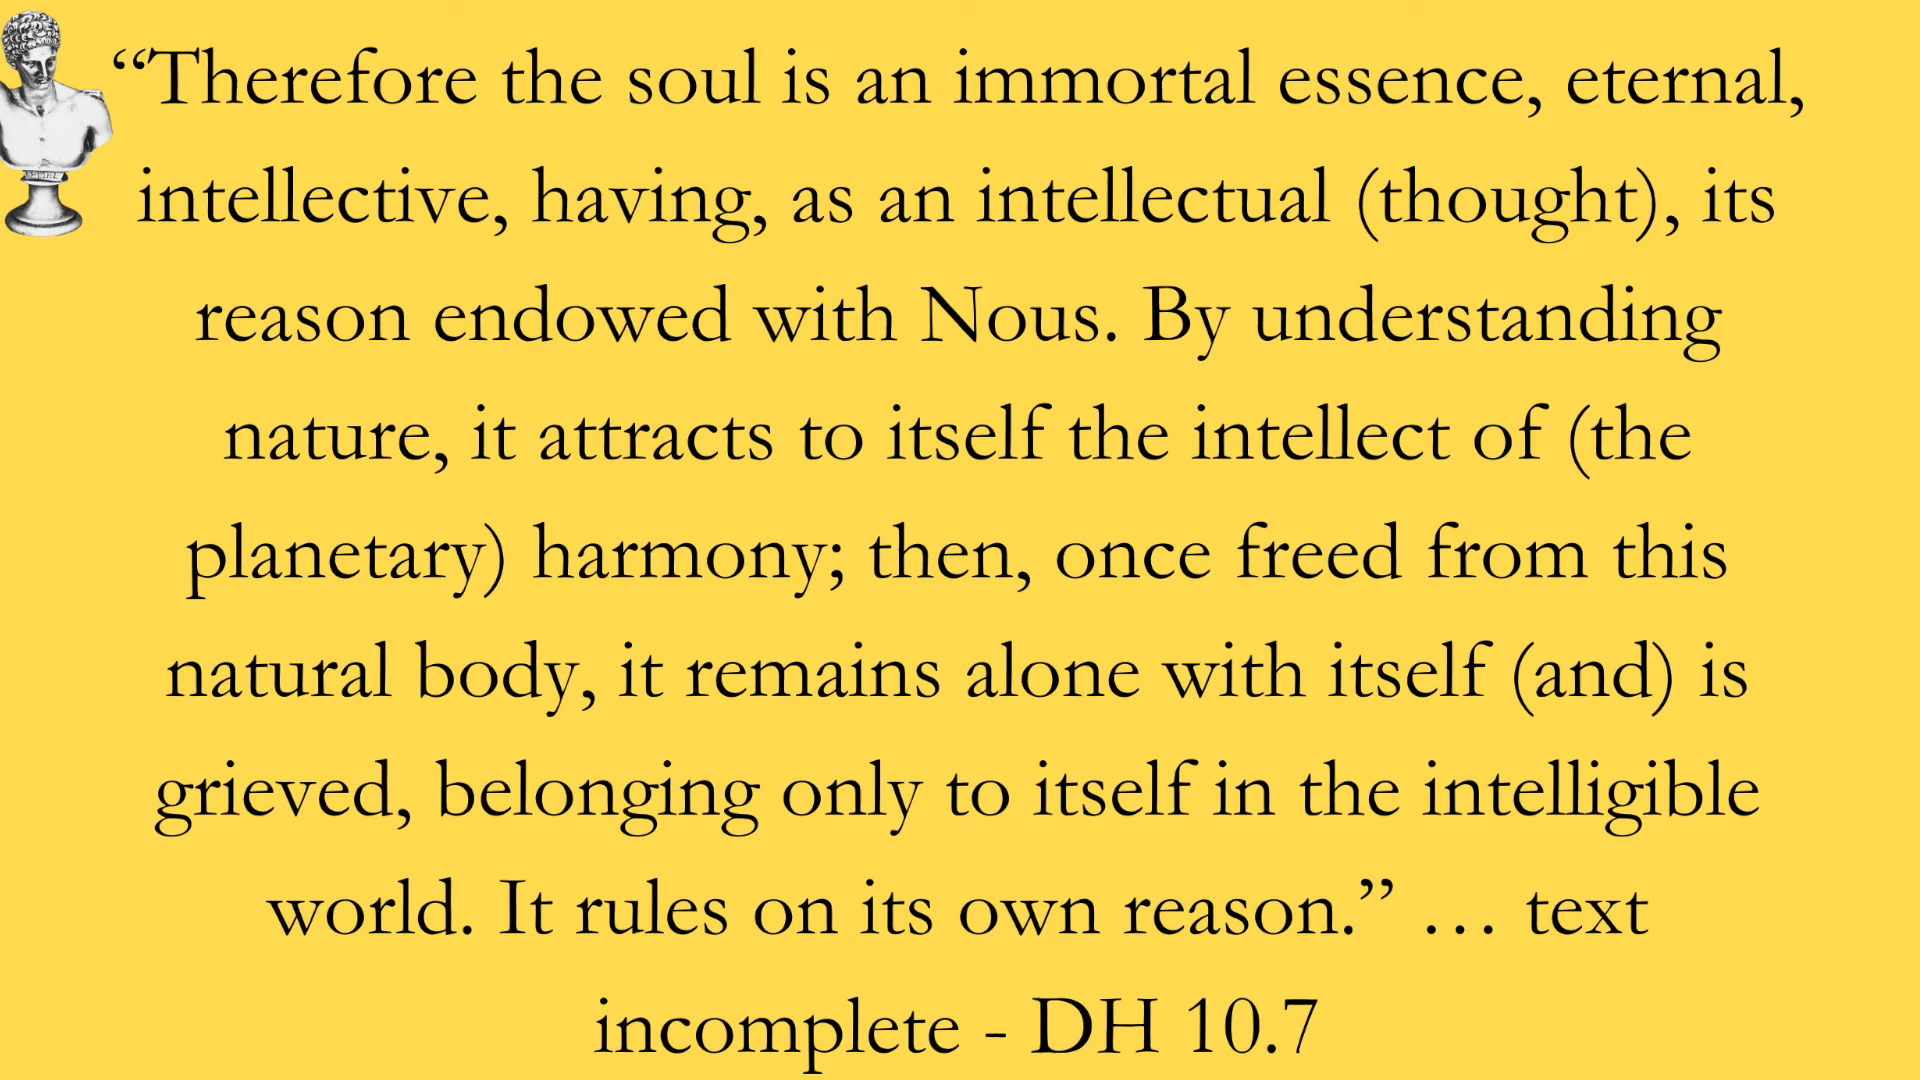 “Therefore the soul is an immortal essence, eternal,
intellective, having, as an intellectual (thought), its
reason endowed with Nous. By understanding
nature, it attracts to itself the intellect of (the
planetary) harmony; then, once freed from this
natural body, it remains alone with itself (and) is
grieved, belonging only to itself in the intelligible
world. It rules on its own reason.” … text
incomplete - DH 10.7